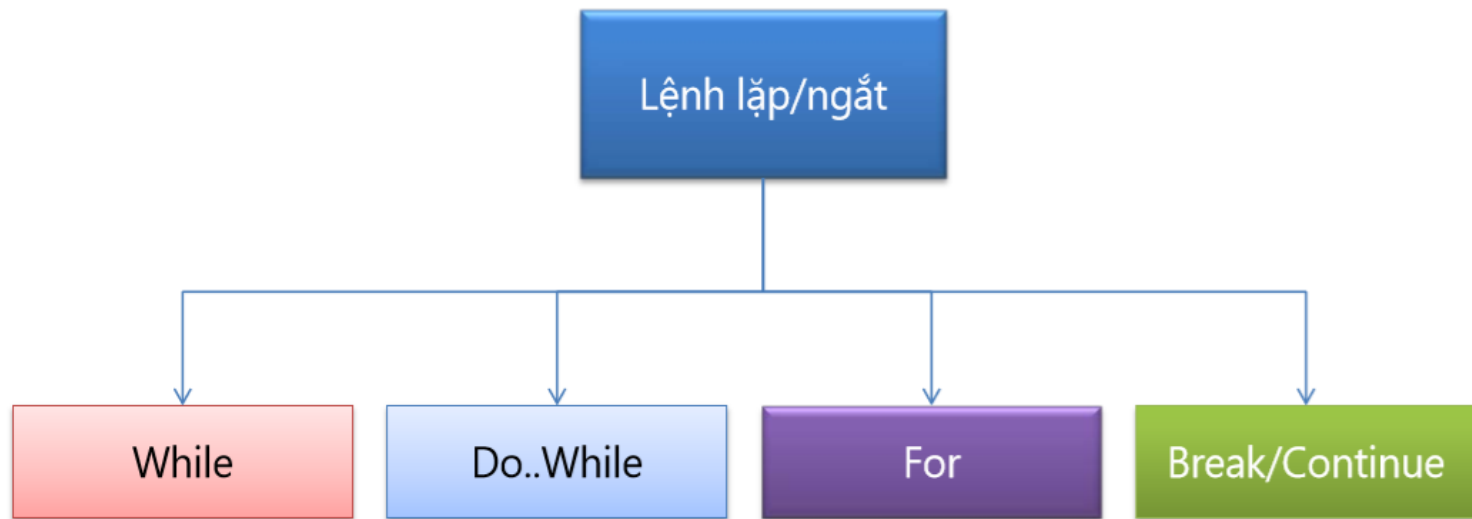 Lệnh lặp/ngắt
While
Do..While
For
Break/Continue